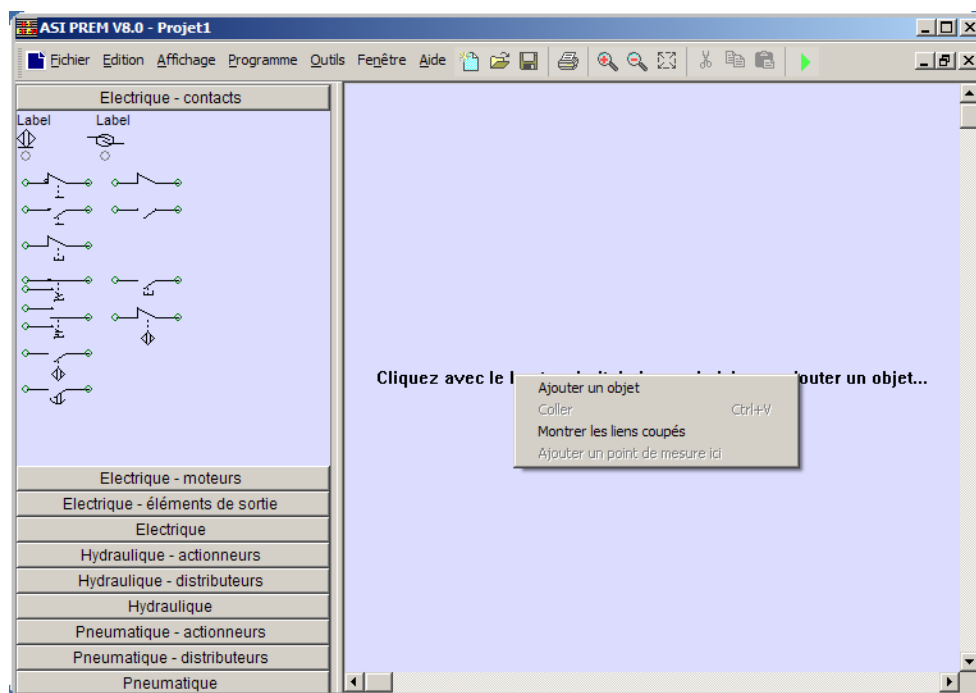 ASI PREM V8.0 - Projet1
Fichier Edition Affichage Programme Outils Fenêtre Aide
Electrique - contacts
Label Label
Cliquez avec le jouter un objet...
Ajouter un objet
Coller Ctrl+V
Montrer les liens coupés
Ajouter un point de mesure ici
Electrique - moteurs
Electrique - éléments de sortie
Electrique
Hydraulique - actionneurs
Hydraulique - distributeurs
Hydraulique
Pneumatique - actionneurs
Pneumatique - distributeurs
Pneumatique